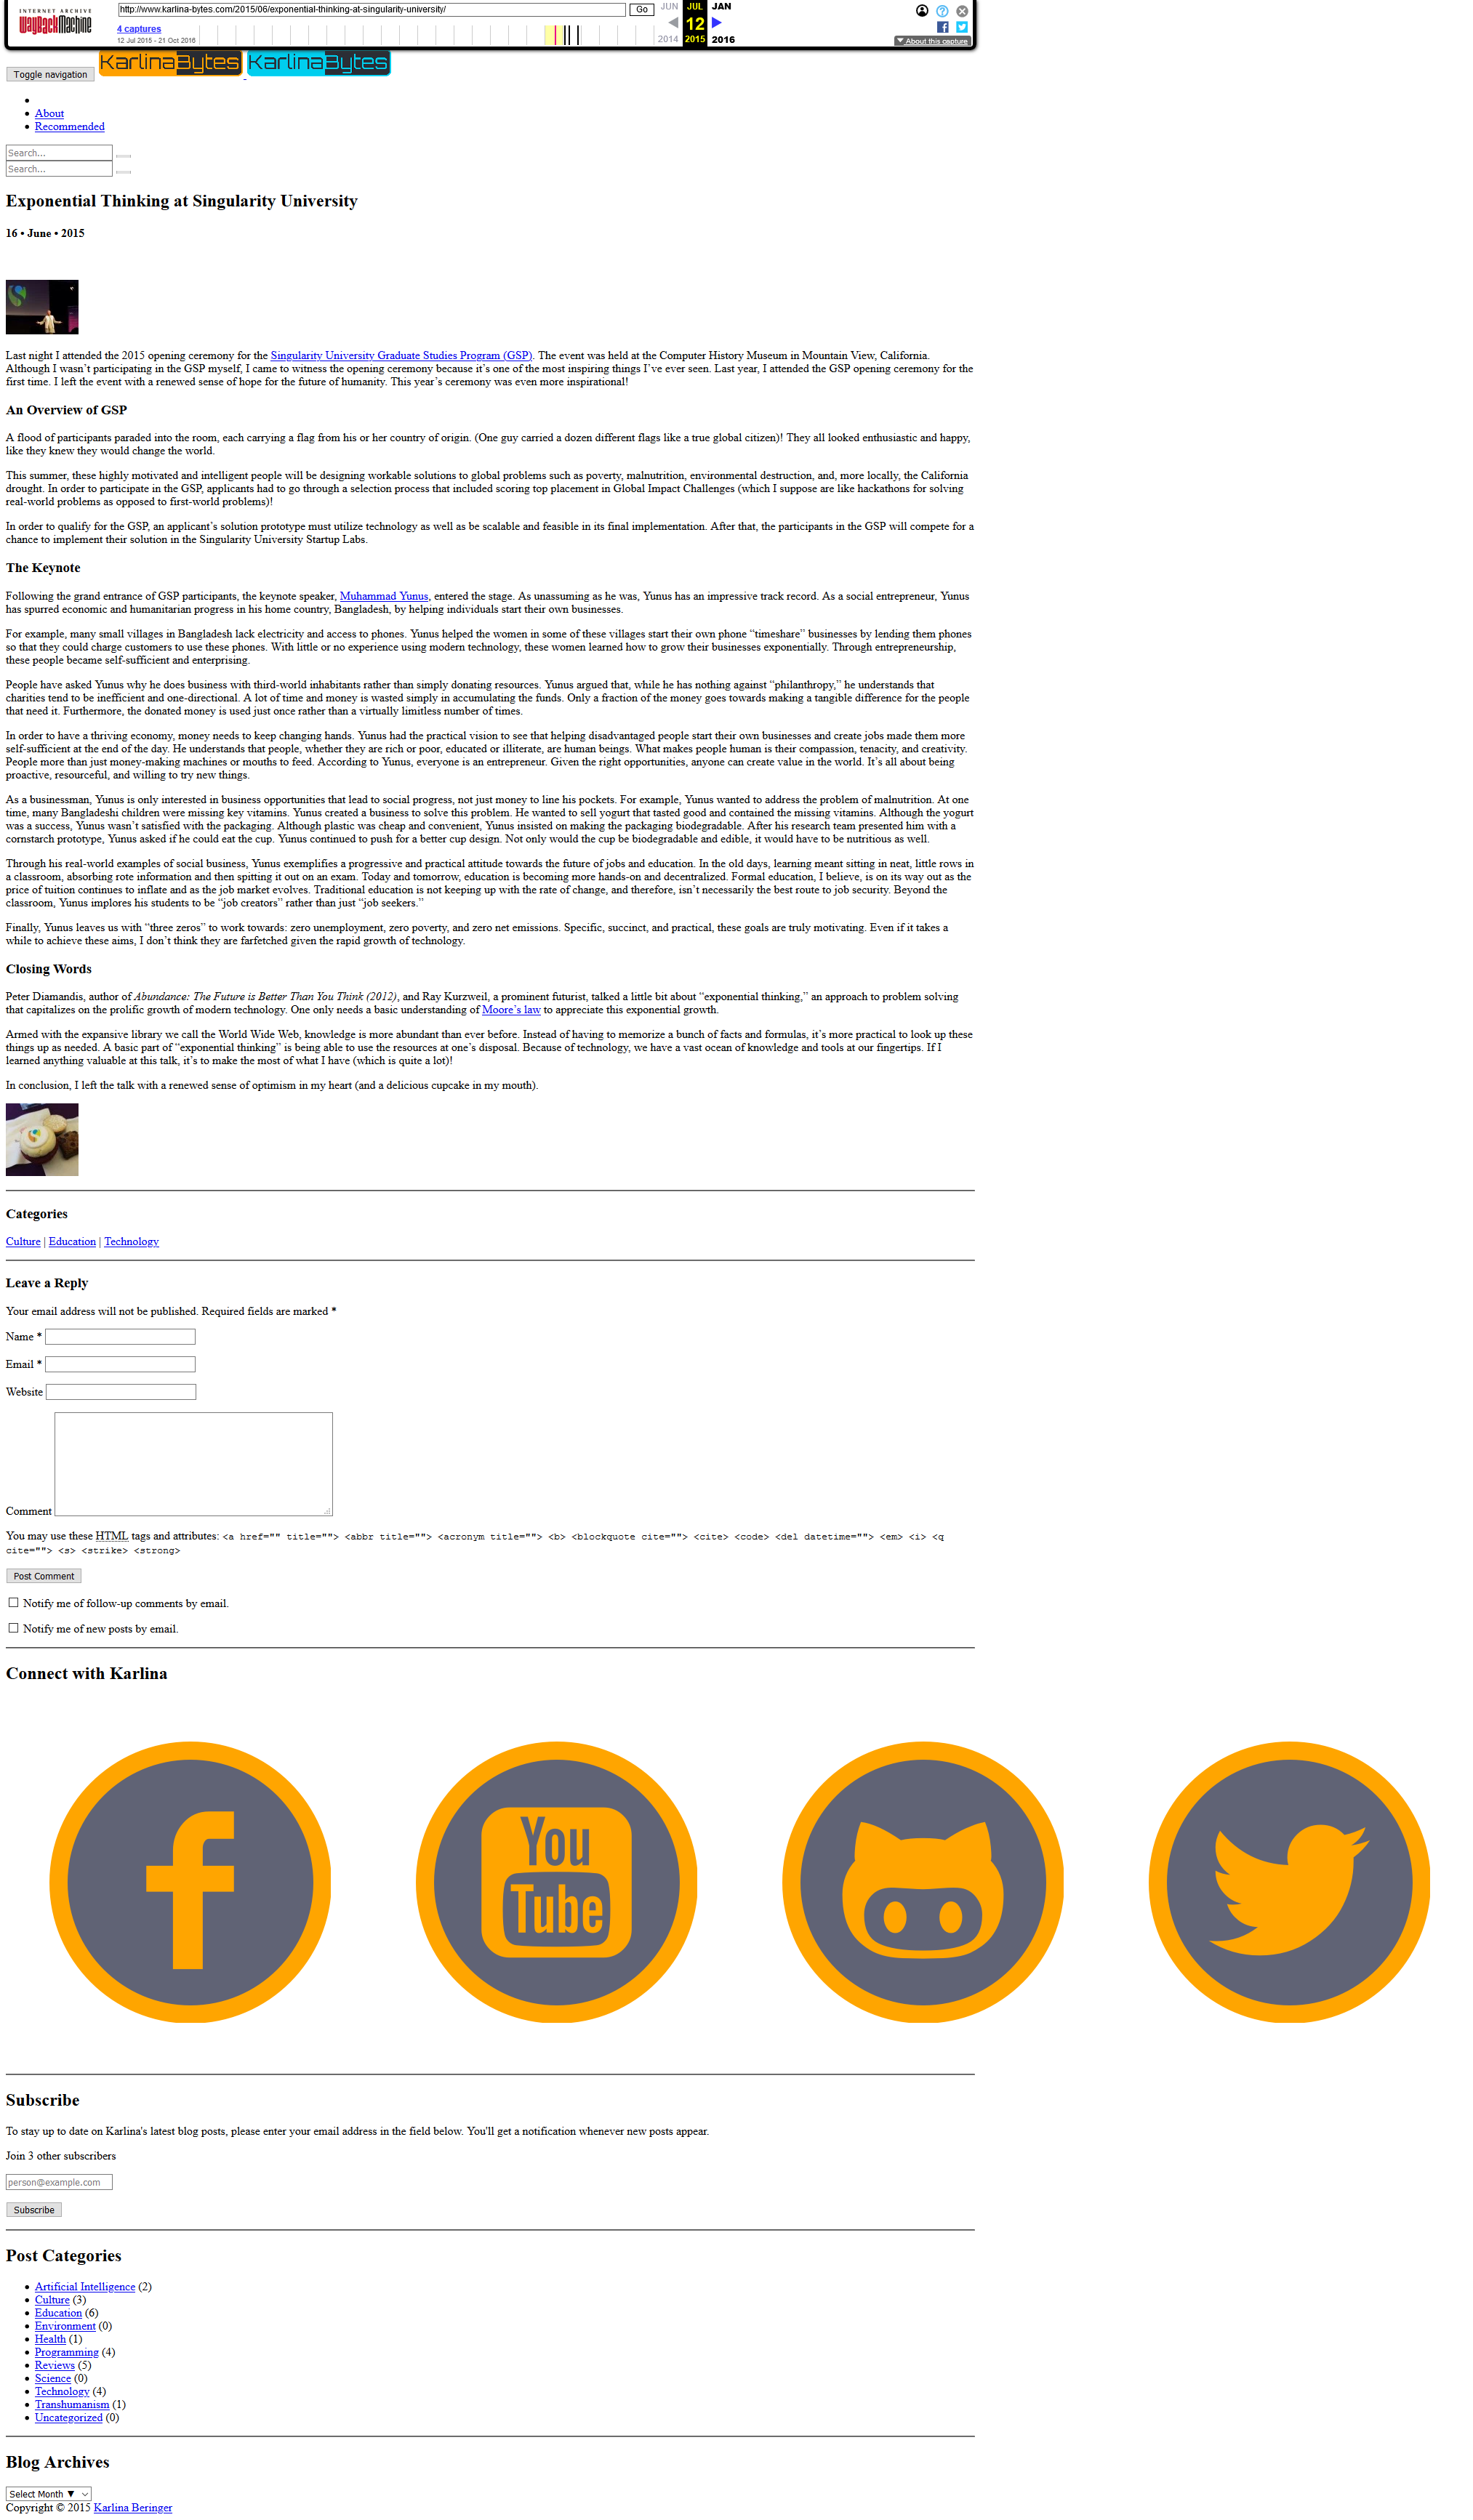 INTERNET ARCHIVE
WayBackMachine
http://www.karlina-bytes.com/2015/06/exponential-thinking-at-singularity-university/
Go
JUN
JUL
JAN
4 captures
12
12 Jul 2015 - 21 Oct 2016
2014
2015
2016
About this capture
Toggle navigation
KarlinaBytes
KarlinaBytes
About
Recommended
Search...
Search...
Exponential Thinking at Singularity University
16 • June • 2015
Last night I attended the 2015 opening ceremony for the Singularity University Graduate Studies Program (GSP). The event was held at the Computer History Museum in Mountain View, California.
Although I wasn’t participating in the GSP myself, I came to witness the opening ceremony because it’s one of the most inspiring things I’ve ever seen. Last year, I attended the GSP opening ceremony for the
first time. I left the event with a renewed sense of hope for the future of humanity. This year’s ceremony was even more inspirational!
An Overview of GSP
A flood of participants paraded into the room, each carrying a flag from his or her country of origin. (One guy carried a dozen different flags like a true global citizen)! They all looked enthusiastic and happy,
like they knew they would change the world.
This summer, these highly motivated and intelligent people will be designing workable solutions to global problems such as poverty, malnutrition, environmental destruction, and, more locally, the California
drought. In order to participate in the GSP, applicants had to go through a selection process that included scoring top placement in Global Impact Challenges (which I suppose are like hackathons for solving
real-world problems as opposed to first-world problems)!
In order to qualify for the GSP, an applicant’s solution prototype must utilize technology as well as be scalable and feasible in its final implementation. After that, the participants in the GSP will compete for a
chance to implement their solution in the Singularity University Startup Labs.
The Keynote
Following the grand entrance of GSP participants, the keynote speaker, Muhammad Yunus, entered the stage. As unassuming as he was, Yunus has an impressive track record. As a social entrepreneur, Yunus
has spurred economic and humanitarian progress in his home country, Bangladesh, by helping individuals start their own businesses.
For example, many small villages in Bangladesh lack electricity and access to phones. Yunus helped the women in some of these villages start their own phone “timeshare” businesses by lending them phones
so that they could charge customers to use these phones. With little or no experience using modern technology, these women learned how to grow their businesses exponentially. Through entrepreneurship,
these people became self-sufficient and enterprising.
People have asked Yunus why he does business with third-world inhabitants rather than simply donating resources. Yunus argued that, while he has nothing against “philanthropy,” he understands that
charities tend to be inefficient and one-directional. A lot of time and money is wasted simply in accumulating the funds. Only a fraction of the money goes towards making a tangible difference for the people
that need it. Furthermore, the donated money is used just once rather than a virtually limitless number of times.
In order to have a thriving economy, money needs to keep changing hands. Yunus had the practical vision to see that helping disadvantaged people start their own businesses and create jobs made them more
self-sufficient at the end of the day. He understands that people, whether they are rich or poor, educated or illiterate, are human beings. What makes people human is their compassion, tenacity, and creativity.
People more than just money-making machines or mouths to feed. According to Yunus, everyone is an entrepreneur. Given the right opportunities, anyone can create value in the world. It’s all about being
proactive, resourceful, and willing to try new things.
As a businessman, Yunus is only interested in business opportunities that lead to social progress, not just money to line his pockets. For example, Yunus wanted to address the problem of malnutrition. At one
time, many Bangladeshi children were missing key vitamins. Yunus created a business to solve this problem. He wanted to sell yogurt that tasted good and contained the missing vitamins. Although the yogurt
was a success, Yunus wasn’t satisfied with the packaging. Although plastic was cheap and convenient, Yunus insisted on making the packaging biodegradable. After his research team presented him with a
cornstarch prototype, Yunus asked if he could eat the cup. Yunus continued to push for a better cup design. Not only would the cup be biodegradable and edible, it would have to be nutritious as well.
Through his real-world examples of social business, Yunus exemplifies a progressive and practical attitude towards the future of jobs and education. In the old days, learning meant sitting in neat, little rows in
a classroom, absorbing rote information and then spitting it out on an exam. Today and tomorrow, education is becoming more hands-on and decentralized. Formal education, I believe, is on its way out as the
price of tuition continues to inflate and as the job market evolves. Traditional education is not keeping up with the rate of change, and therefore, isn’t necessarily the best route to job security. Beyond the
classroom, Yunus implores his students to be “job creators” rather than just “job seekers.”
Finally, Yunus leaves us with “three zeros” to work towards: zero unemployment, zero poverty, and zero net emissions. Specific, succinct, and practical, these goals are truly motivating. Even if it takes a
while to achieve these aims, I don’t think they are farfetched given the rapid growth of technology.
Closing Words
Peter Diamandis, author of Abundance: The Future is Better Than You Think (2012), and Ray Kurzweil, a prominent futurist, talked a little bit about “exponential thinking,” an approach to problem solving
that capitalizes on the prolific growth of modern technology. One only needs a basic understanding of Moore’s law to appreciate this exponential growth.
Armed with the expansive library we call the World Wide Web, knowledge is more abundant than ever before. Instead of having to memorize a bunch of facts and formulas, it’s more practical to look up these
things up as needed. A basic part of “exponential thinking” is being able to use the resources at one’s disposal. Because of technology, we have a vast ocean of knowledge and tools at our fingertips. If I
learned anything valuable at this talk, it’s to make the most of what I have (which is quite a lot)!
In conclusion, I left the talk with a renewed sense of optimism in my heart (and a delicious cupcake in my mouth).
Categories
Culture | Education | Technology
Leave a Reply
Your email address will not be published. Required fields are marked *
Name *
Email *
Website
Comment
You may use these HTML tags and attributes: <a href="" title=""> <abbr title=""> <acronym title=""> <b> <blockquote cite=""> <cite> <code> <del datetime=""> <em> <i> <q
cite=""> <s> <strike> <strong>
Post Comment
Notify me of follow-up comments by email.
Notify me of new posts by email.
Connect with Karlina
You
Tube
Subscribe
To stay up to date on Karlina's latest blog posts, please enter your email address in the field below. You'll get a notification whenever new posts appear.
Join 3 other subscribers
person@example.com
Subscribe
Post Categories
Artificial Intelligence (2)
Culture (3)
Education (6)
Environment (0)
Health (1)
Programming (4)
Reviews (5)
Science (0)
Technology (4)
Transhumanism (1)
Uncategorized (0)
Blog Archives
Select Month ▼
Copyright © 2015 Karlina Beringer